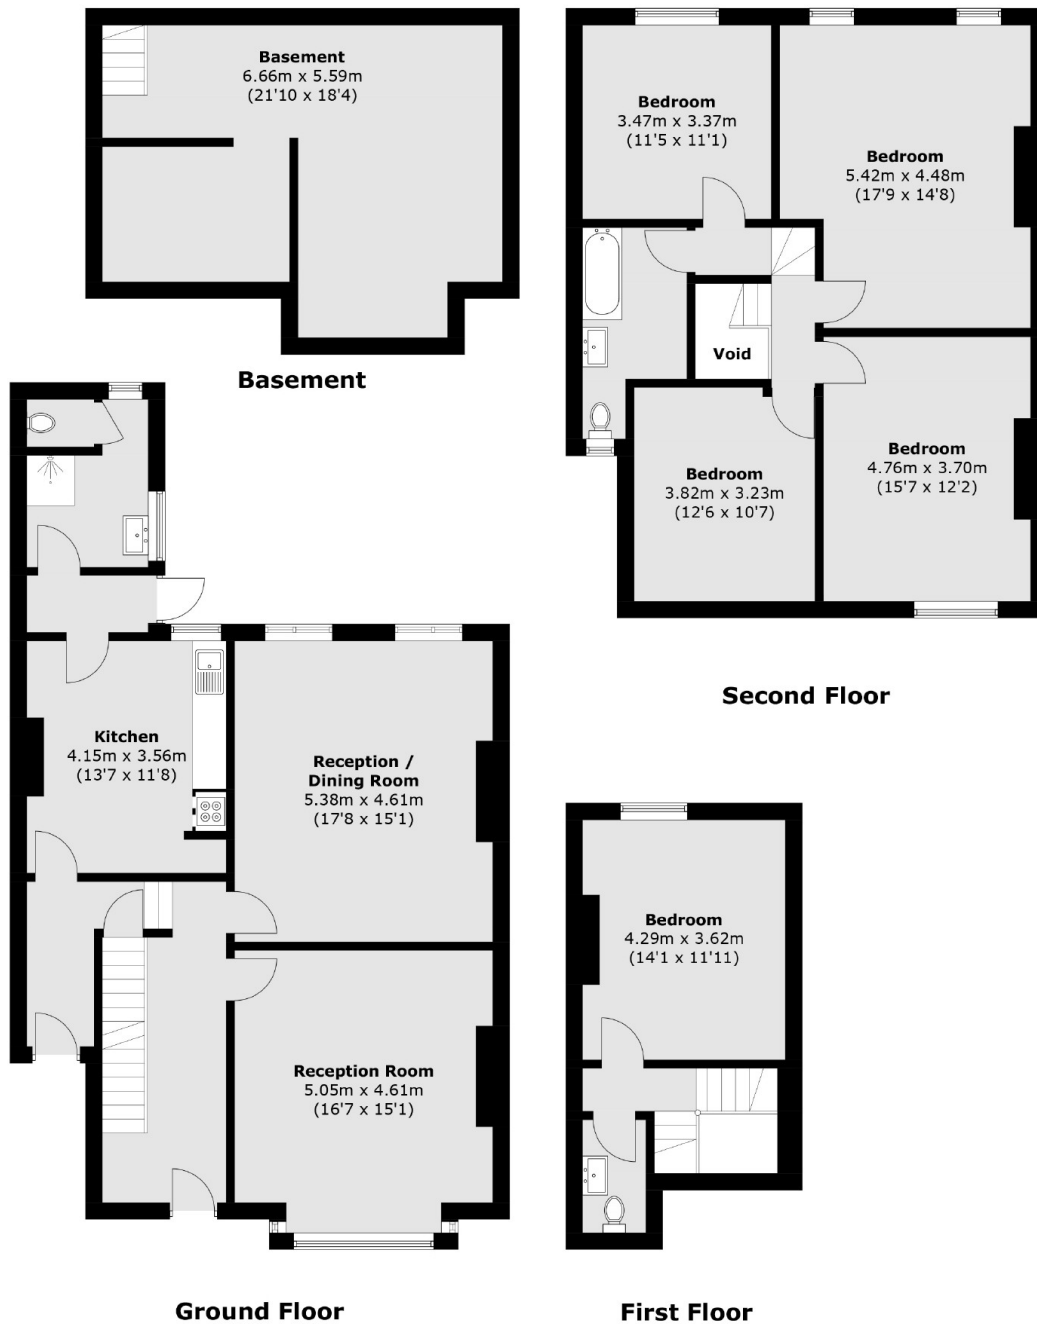 Basement
6.66m x 5.59m
(21'10 x 18'4)
Basement
Bedroom
3.47m x 3.37m
(11'5 x 11'1)
Bedroom
5.42m x 4.48m
(17'9 x 14'8)
Void
Bedroom
3.82m x 3.23m
(12'6 x 10'7)
Bedroom
4.76m x 3.70m
(15'7 x 12'2)
Second Floor
Kitchen
4.15m x 3.56m
(13'7 x 11'8)
Reception /
Dining Room
5.38m x 4.61m
(17'8 x 15'1)
Reception Room
5.05m x 4.61m
(16'7 x 15'1)
Ground Floor
Bedroom
4.29m x 3.62m
(14'1 x 11'11)
First Floor